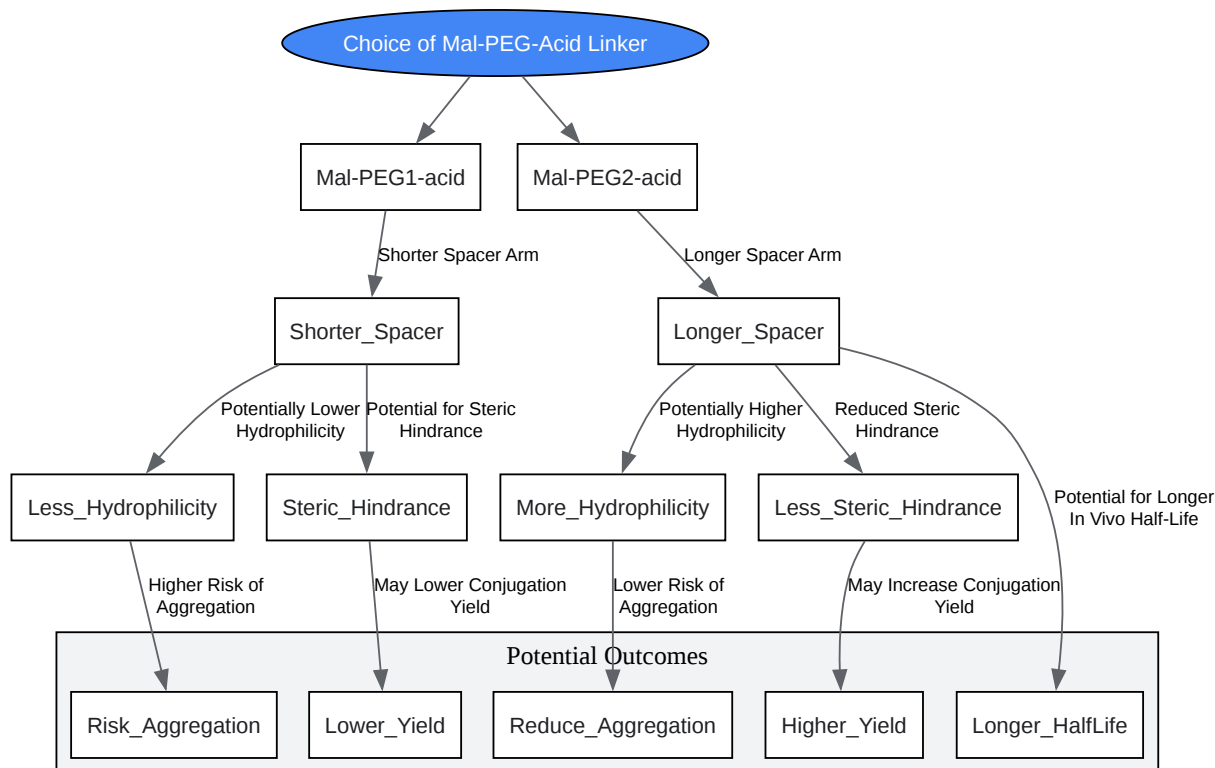 Choice of Mal-PEG-Acid Linker
Mal-PEG1-acid
Mal-PEG2-acid
Shorter Spacer Arm
Longer Spacer Arm
Shorter_Spacer
Longer_Spacer
Potentially Lower
Hydrophilicity
Potential for Steric
Hindrance
Potentially Higher
Hydrophilicity
Reduced Steric
Hindrance
Potential for Longer
In Vivo Half-Life
Less_Hydrophilicity
Steric_Hindrance
More_Hydrophilicity
Less_Steric_Hindrance
Higher Risk of
Aggregation
May Lower Conjugation
Yield
Lower Risk of
Aggregation
May Increase Conjugation
Yield
Potential Outcomes
Risk_Aggregation
Lower_Yield
Reduce_Aggregation
Higher_Yield
Longer_HalfLife